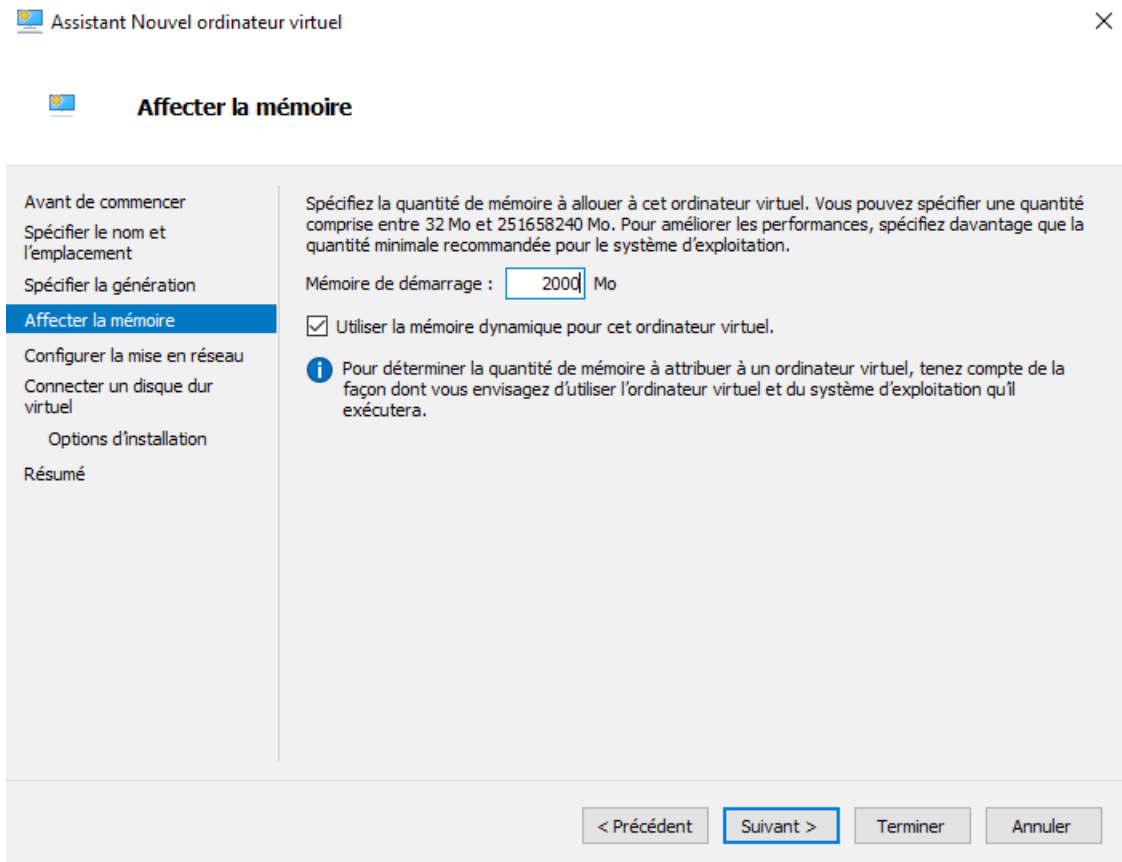 Assistant Nouvel ordinateur virtuel
Affecter la mémoire
Avant de commencer
Spécifier le nom et
l'emplacement
Spécifier la génération
Affecter la mémoire
Configurer la mise en réseau
Connecter un disque dur
virtuel
Options d'installation
Résumé
Spécifiez la quantité de mémoire à allouer à cet ordinateur virtuel. Vous pouvez spécifier une quantité
comprise entre 32 Mo et 251658240 Mo. Pour améliorer les performances, spécifiez davantage que la
quantité minimale recommandée pour le système d'exploitation.
Mémoire de démarrage : 2000 Mo
Utiliser la mémoire dynamique pour cet ordinateur virtuel.
Pour déterminer la quantité de mémoire à attribuer à un ordinateur virtuel, tenez compte de la
façon dont vous envisagez d'utiliser l'ordinateur virtuel et du système d'exploitation qu'il
exécutera.
< Précédent Suivant > Terminer Annuler